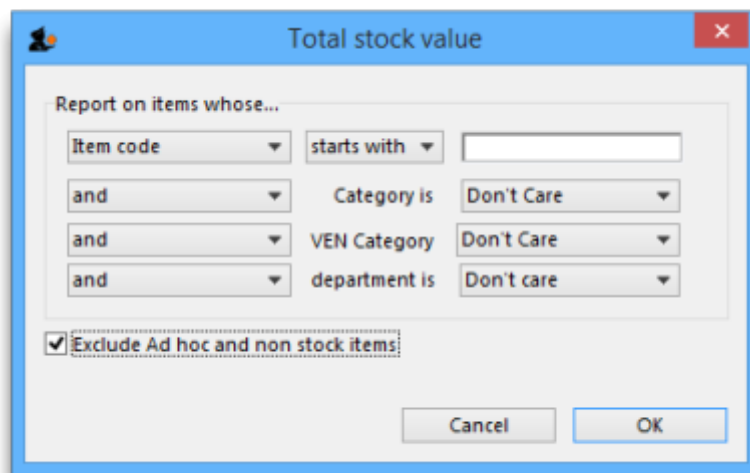 Total stock value
Report on items whose...
Item code starts with
and Category is Don't Care
and VEN Category Don't Care
and department is Don't care
Exclude Ad hoc and non stock items
Cancel OK